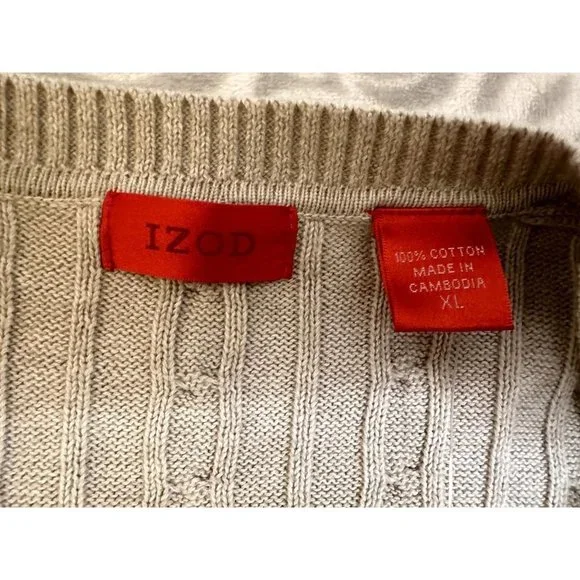 IZOD
100% COTTON
MADE IN
CAMBODIA
XL